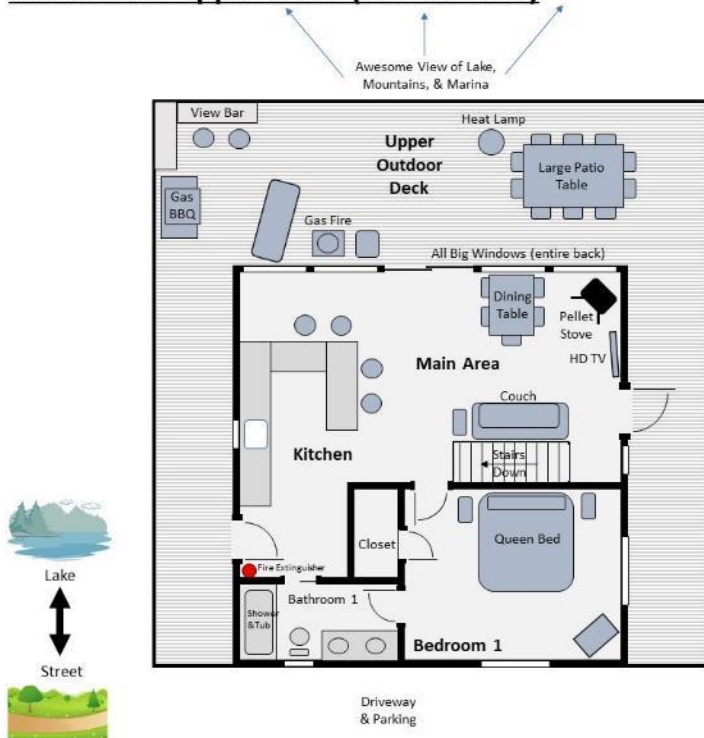 Awesome View of Lake,
Mountains, & Marina
View Bar
Heat Lamp
Upper
Outdoor
Deck
Large Patio
Table
Gas
BBQ
Gas Fire
All Big Windows (entire back)
Dining
Table
Pellet
Stove
HD TV
Main Area
Couch
Kitchen
Stairs
Down
Closet
Queen Bed
Fire Extinguisher
Bathroom 1
Shower
&Tub
Bedroom 1
Lake
Street
Driveway
& Parking